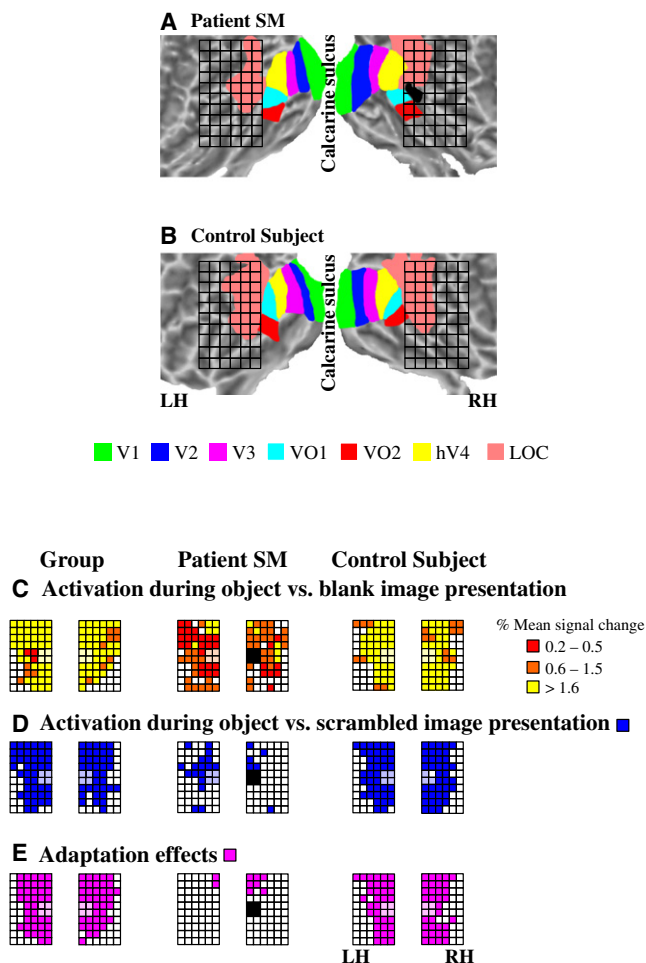 A Patient SM
Calcarine sulcus
B Control Subject
Calcarine sulcus
LH RH
V1 V2 V3 VO1 VO2 hV4 LOC
Group Patient SM Control Subject
C Activation during object vs. blank image presentation
% Mean signal change
0.2 – 0.5
0.6 – 1.5
> 1.6
D Activation during object vs. scrambled image presentation
E Adaptation effects
LH RH